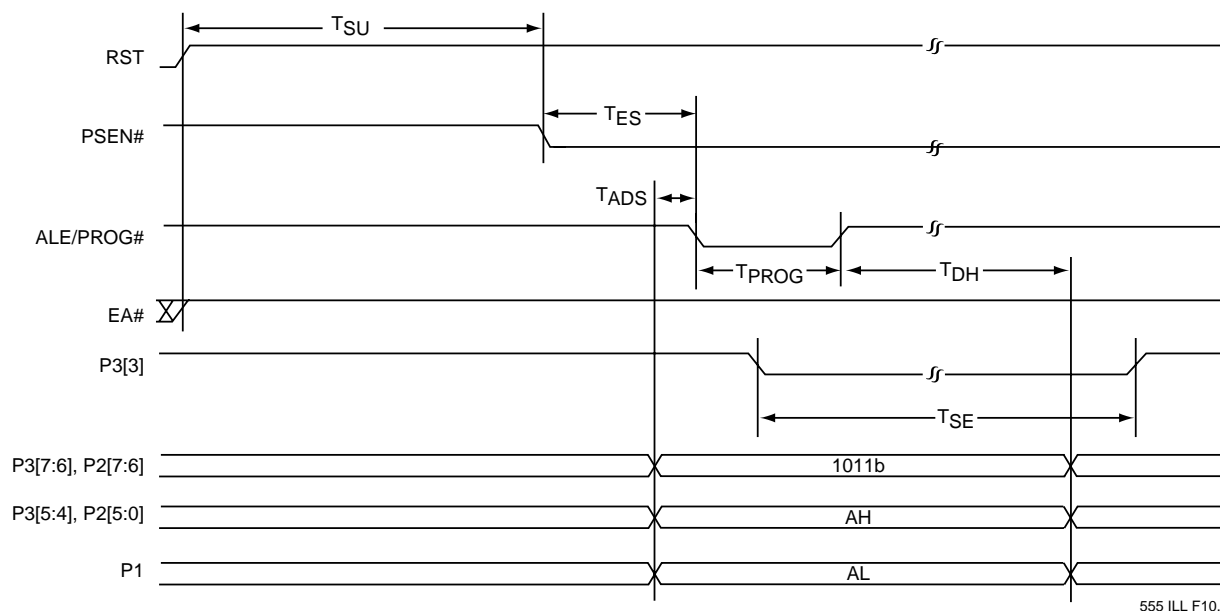 TSU
RST
TES
PSEN#
TADS
ALE/PROG#
TPROG
TDH
EA#
P3[3]
TSE
P3[7:6], P2[7:6]
1011b
P3[5:4], P2[5:0]
AH
P1
AL
555 ILL F10.